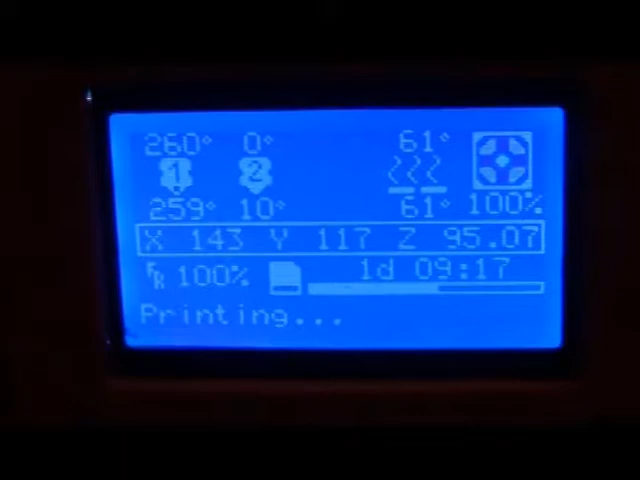 260° 0° 61°
1 2
259° 10° 61° 100%
X 143 Y 117 Z 95.07
FR 100% 1d 09:17
Printing...